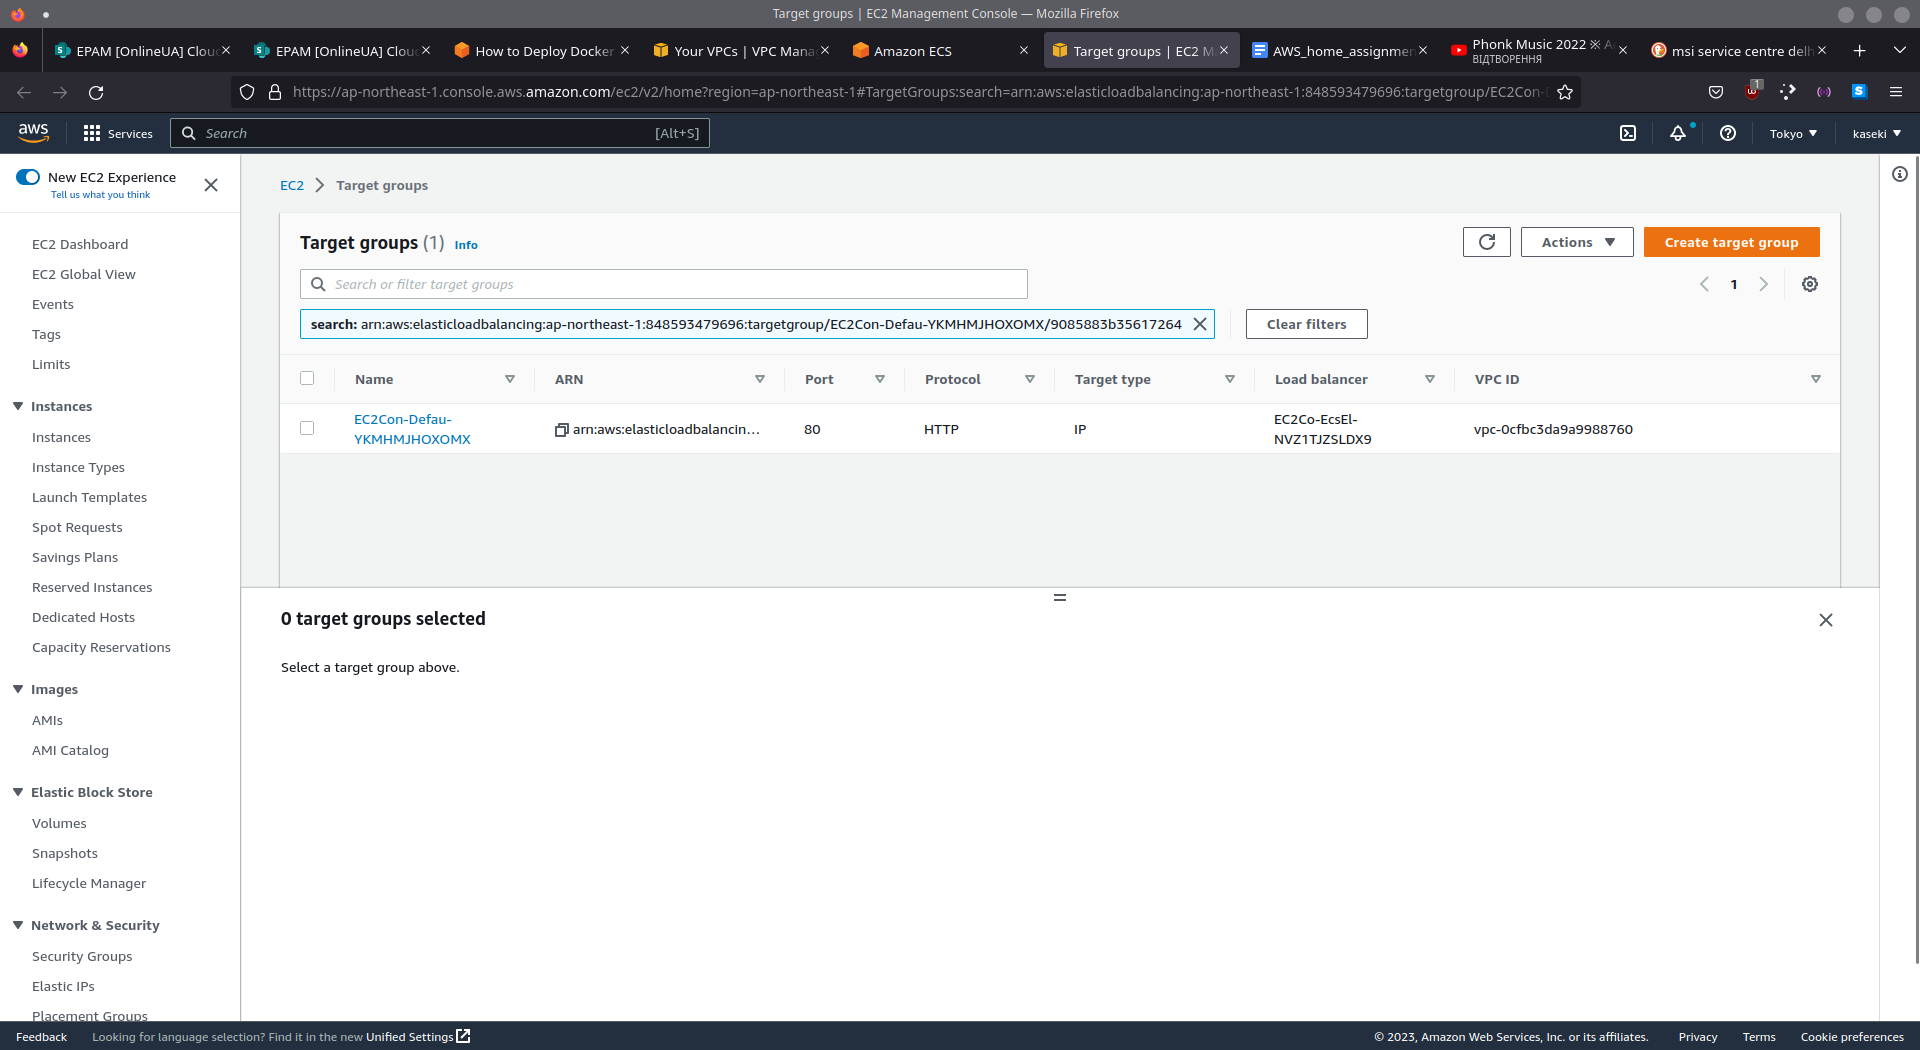 Target groups | EC2 Management Console — Mozilla Firefox
EPAM [OnlineUA] Clou
EPAM [OnlineUA] Clou
How to Deploy Docker
Your VPCs | VPC Mana
Amazon ECS
Target groups | EC2 M
AWS_home_assignmen
Phonk Music 2022 ※ A
ВІДТВОРЕННЯ
msi service centre delh
https://ap-northeast-1.console.aws.amazon.com/ec2/v2/home?region=ap-northeast-1#TargetGroups:search=arn:aws:elasticloadbalancing:ap-northeast-1:848593479696:targetgroup/EC2Con-D
1
aws
Services
Search
[Alt+S]
Tokyo
kaseki
New EC2 Experience
Tell us what you think
EC2 Dashboard
EC2 Global View
Events
Tags
Limits
Instances
Instances
Instance Types
Launch Templates
Spot Requests
Savings Plans
Reserved Instances
Dedicated Hosts
Capacity Reservations
Images
AMIs
AMI Catalog
Elastic Block Store
Volumes
Snapshots
Lifecycle Manager
Network & Security
Security Groups
Elastic IPs
Placement Groups
EC2
Target groups
Target groups (1) Info
Actions
Create target group
Search or filter target groups
1
search: arn:aws:elasticloadbalancing:ap-northeast-1:848593479696:targetgroup/EC2Con-Defau-YKMHMJHOXOMX/9085883b35617264
Clear filters
Name
ARN
Port
Protocol
Target type
Load balancer
VPC ID
EC2Con-Defau-
YKMHMJHOXOMX
arn:aws:elasticloadbalancin…
80
HTTP
IP
EC2Co-EcsEl-
NVZ1TJZSLDX9
vpc-0cfbc3da9a9988760
0 target groups selected
Select a target group above.
Feedback
Looking for language selection? Find it in the new Unified Settings
© 2023, Amazon Web Services, Inc. or its affiliates.
Privacy
Terms
Cookie preferences